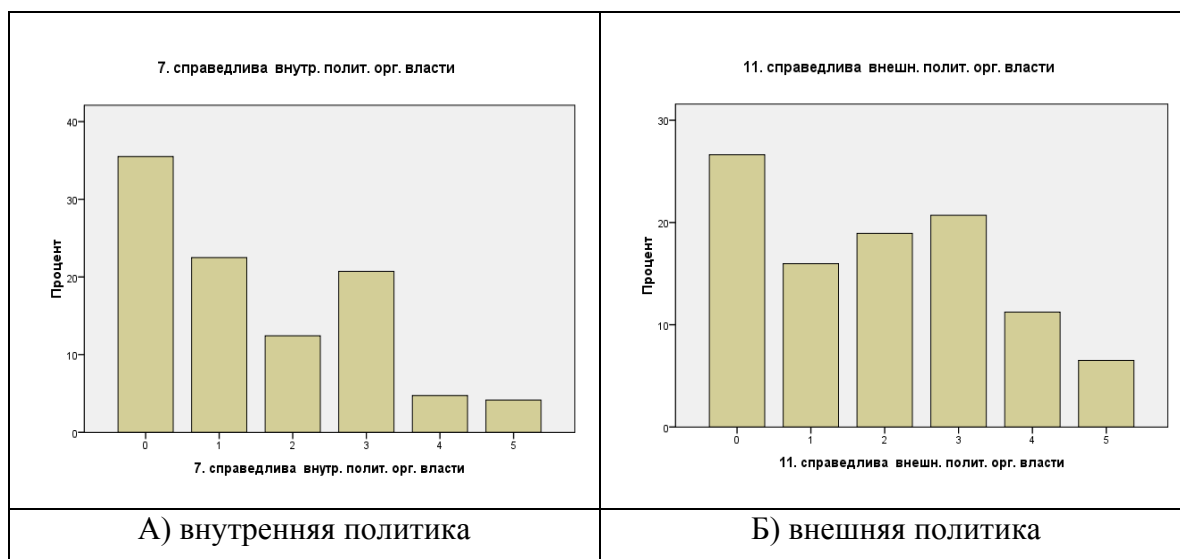 7. справедлива внутр. полит. орг. власти
40
30
20
10
0
Процент
0 1 2 3 4 5
7. справедлива внутр. полит. орг. власти
А) внутренняя политика
11. справедлива внешн. полит. орг. власти
30
20
10
0
Процент
0 1 2 3 4 5
11. справедлива внешн. полит. орг. власти
Б) внешняя политика